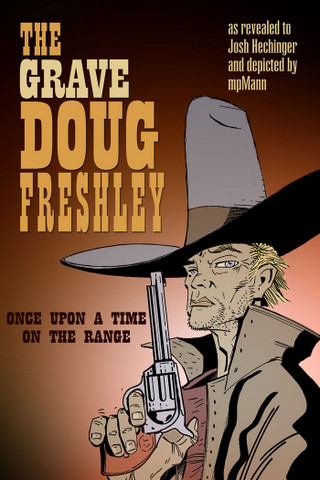 THE
GRAVE
DOUG
FRESHLEY
as revealed to
Josh Hechinger
and depicted by
mpMann
ONCE UPON A TIME
ON THE RANGE